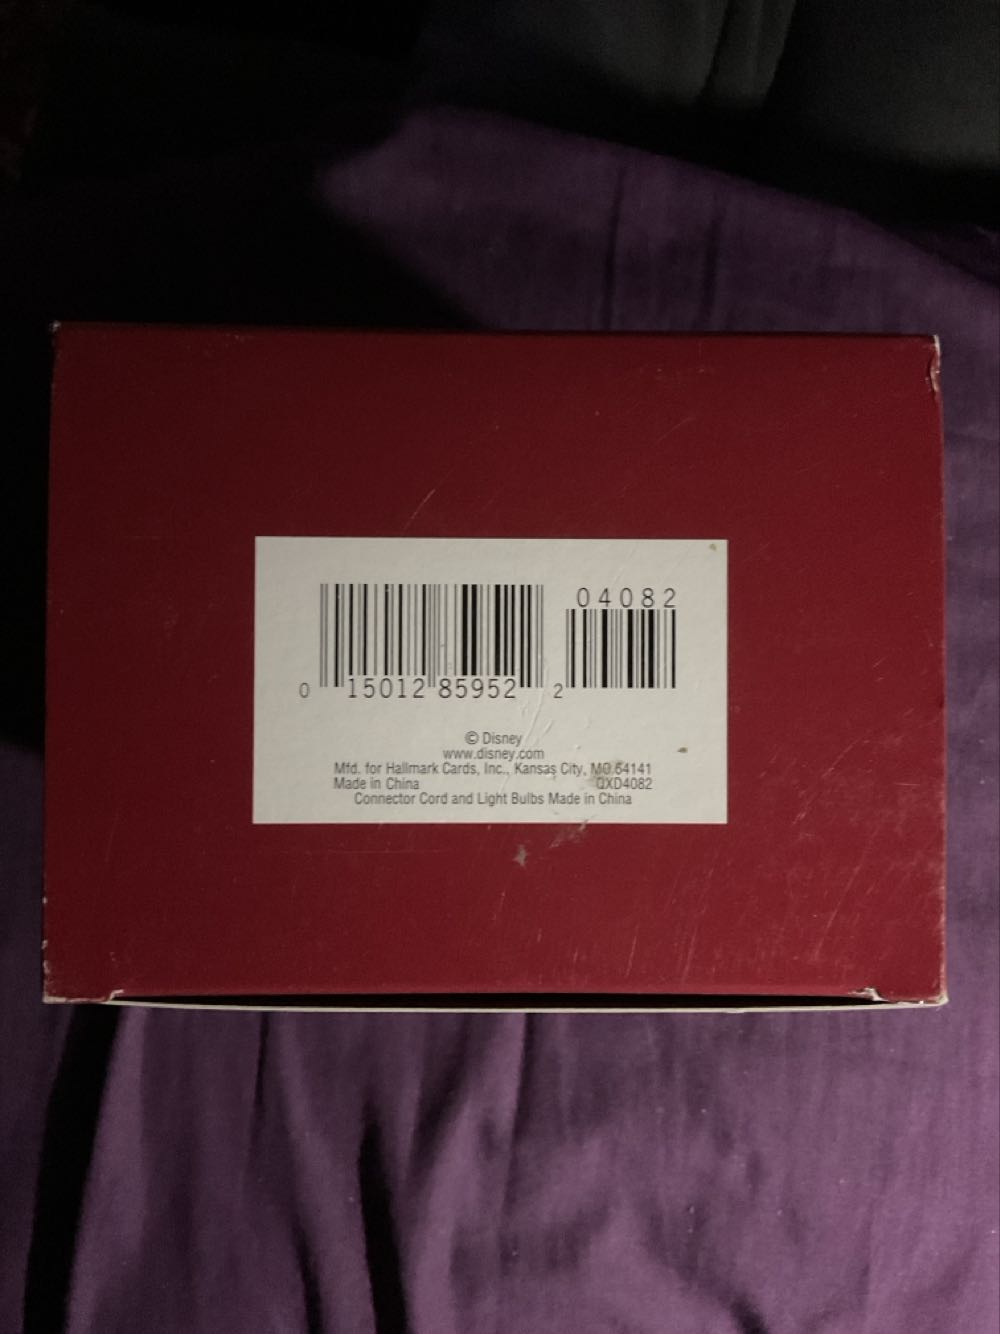 04082
0 15012 85952 2
© Disney
www.disney.com
Mfd. for Hallmark Cards, Inc., Kansas City, MO 64141
Made in China QXD4082
Connector Cord and Light Bulbs Made in China